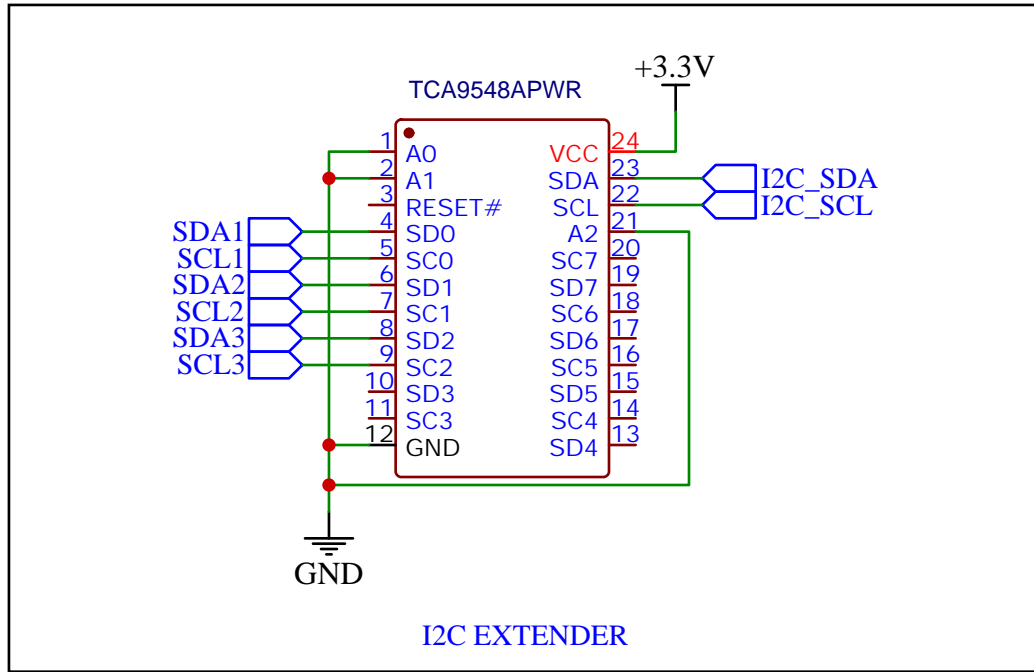 +3.3V
TCA9548APWR
1 A0 VCC 24
2 A1 SDA 23 I2C_SDA
3 RESET# SCL 22 I2C_SCL
SDA1 4 SD0 A2 21
SCL1 5 SC0 SC7 20
SDA2 6 SD1 SD7 19
SCL2 7 SC1 SC6 18
SDA3 8 SD2 SD6 17
SCL3 9 SC2 SC5 16
10 SD3 SD5 15
11 SC3 SC4 14
12 GND SD4 13
GND
I2C EXTENDER